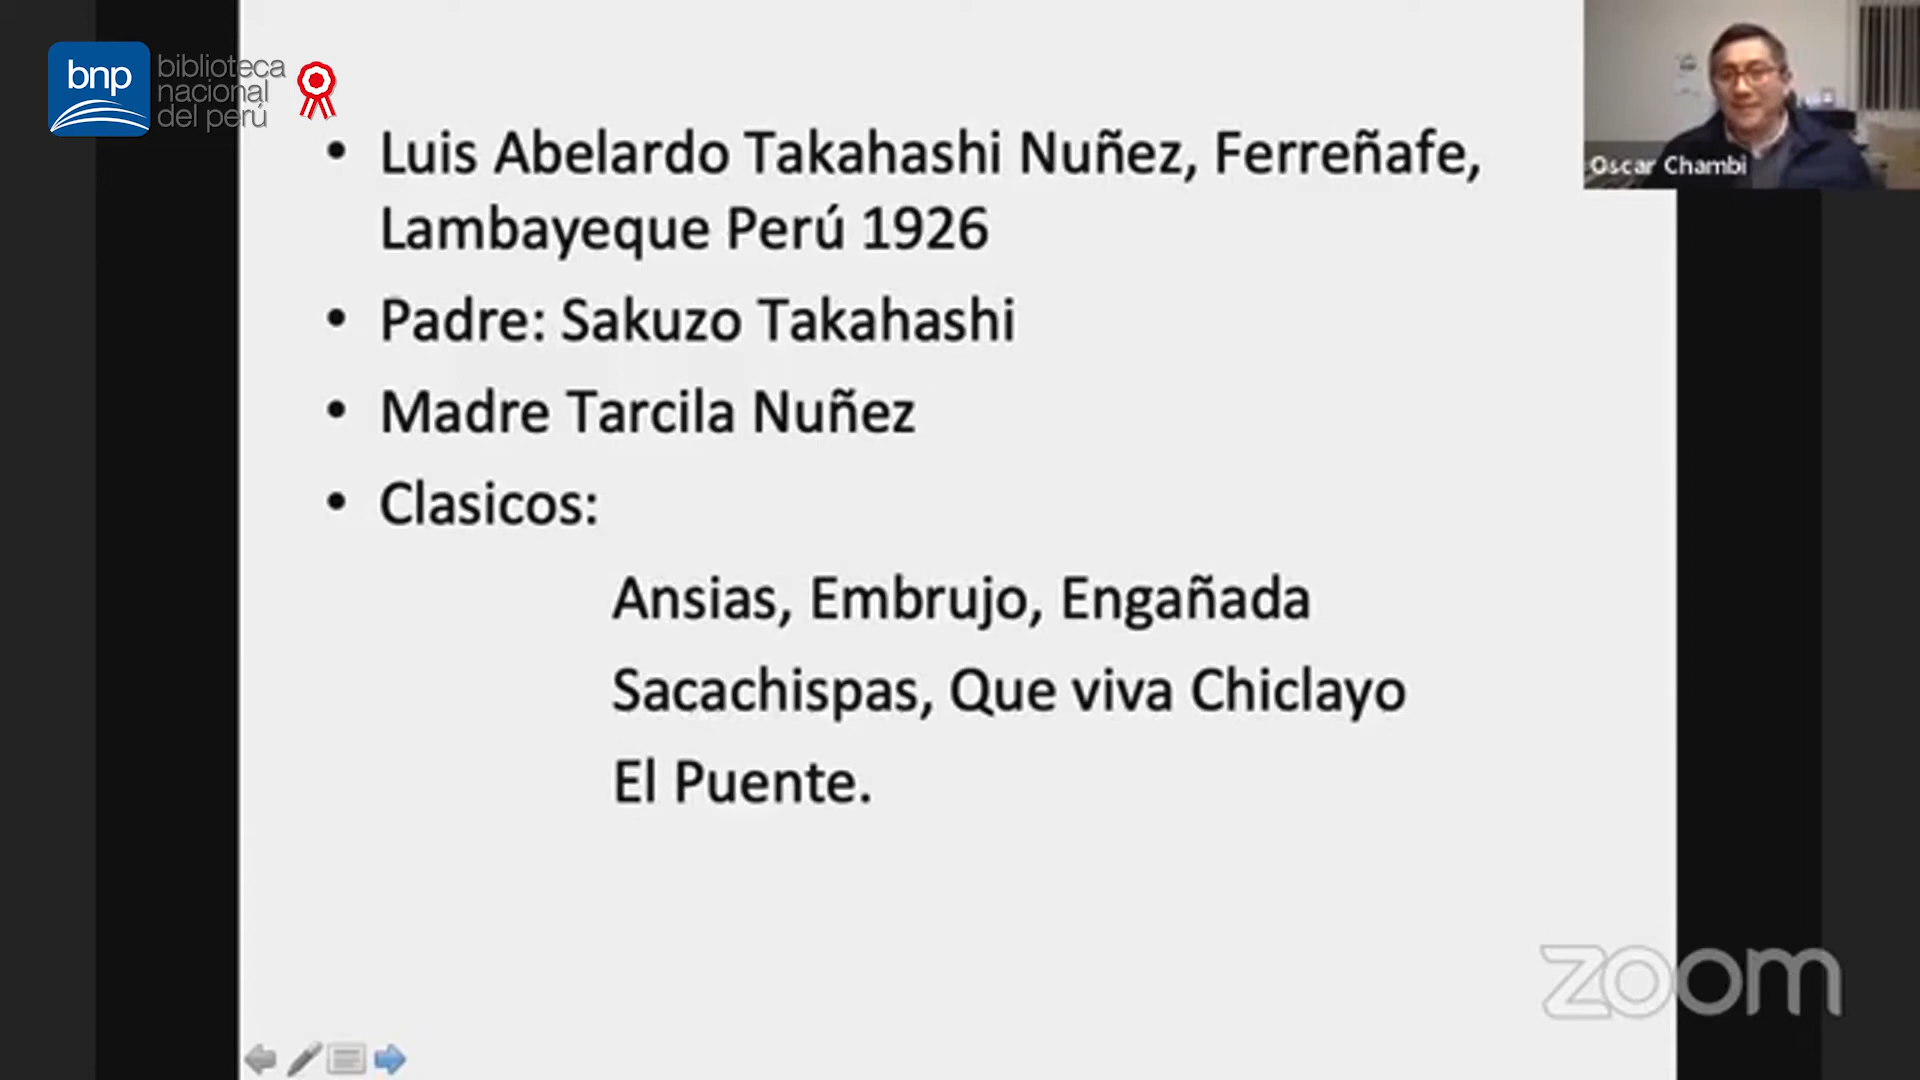 bnp
biblioteca
nacional
del perú
Oscar Chambi
• Luis Abelardo Takahashi Nuñez, Ferreñafe,
Lambayeque Perú 1926
• Padre: Sakuzo Takahashi
• Madre Tarcila Nuñez
• Clasicos:
Ansias, Embrujo, Engañada
Sacachispas, Que viva Chiclayo
El Puente.
zoom